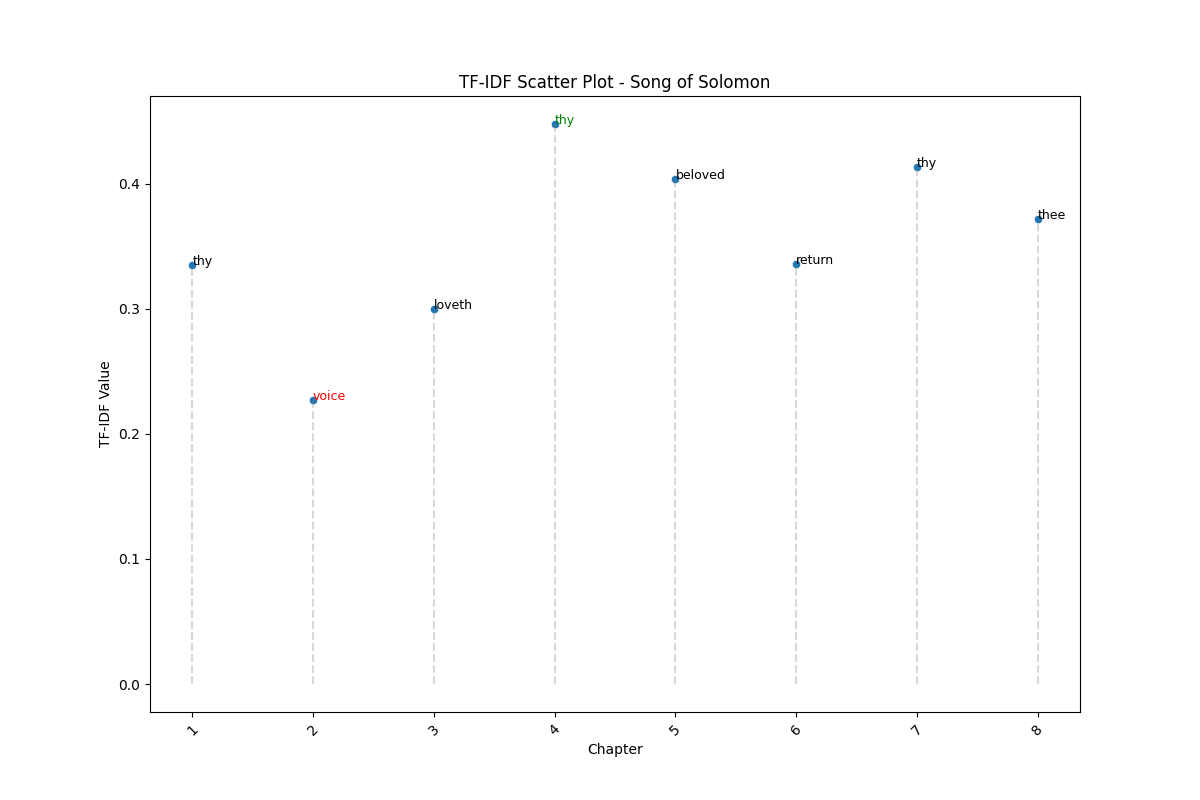 TF-IDF Scatter Plot - Song of Solomon
thy
beloved
thy
thee
thy
return
loveth
voice
0.4
0.3
0.2
0.1
0.0
TF-IDF Value
1
2
3
4
5
6
7
8
Chapter